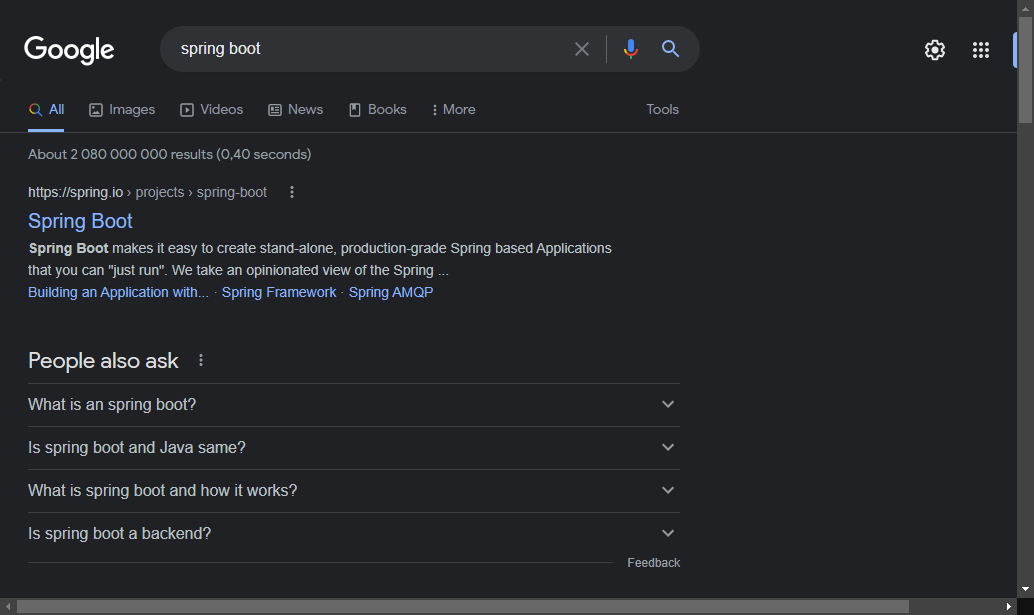 Google
spring boot
All Images Videos News Books More Tools
About 2 080 000 000 results (0,40 seconds)
https://spring.io › projects › spring-boot
Spring Boot
Spring Boot makes it easy to create stand-alone, production-grade Spring based Applications
that you can "just run". We take an opinionated view of the Spring ...
Building an Application with... · Spring Framework · Spring AMQP
People also ask
What is an spring boot?
Is spring boot and Java same?
What is spring boot and how it works?
Is spring boot a backend?
Feedback